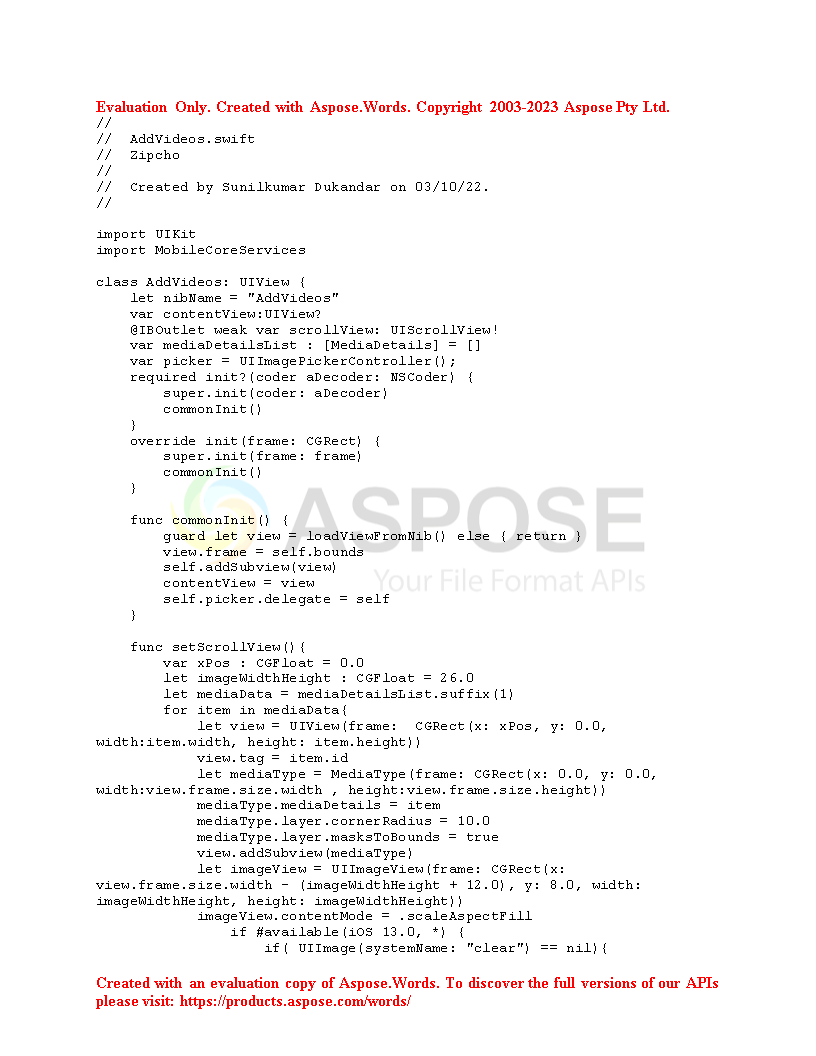 Evaluation Only. Created with Aspose.Words. Copyright 2003-2023 Aspose Pty Ltd.
//
//  AddVideos.swift
//  Zipcho
//
//  Created by Sunilkumar Dukandar on 03/10/22.
//
import UIKit
import MobileCoreServices
class AddVideos: UIView {
    let nibName = "AddVideos"
    var contentView:UIView?
    @IBOutlet weak var scrollView: UIScrollView!
    var mediaDetailsList : [MediaDetails] = []
    var picker = UIImagePickerController();
    required init?(coder aDecoder: NSCoder) {
        super.init(coder: aDecoder)
        commonInit()
    }
    override init(frame: CGRect) {
        super.init(frame: frame)
        commonInit()
    }
ASPOSE
Your File Format APIs
    func commonInit() {
        guard let view = loadViewFromNib() else { return }
        view.frame = self.bounds
        self.addSubview(view)
        contentView = view
        self.picker.delegate = self
    }
    func setScrollView(){
        var xPos : CGFloat = 0.0
        let imageWidthHeight : CGFloat = 26.0
        let mediaData = mediaDetailsList.suffix(1)
        for item in mediaData{
            let view = UIView(frame:  CGRect(x: xPos, y: 0.0,
width:item.width, height: item.height))
            view.tag = item.id
            let mediaType = MediaType(frame: CGRect(x: 0.0, y: 0.0,
width:view.frame.size.width , height:view.frame.size.height))
            mediaType.mediaDetails = item
            mediaType.layer.cornerRadius = 10.0
            mediaType.layer.masksToBounds = true
            view.addSubview(mediaType)
            let imageView = UIImageView(frame: CGRect(x:
view.frame.size.width - (imageWidthHeight + 12.0), y: 8.0, width:
imageWidthHeight, height: imageWidthHeight))
            imageView.contentMode = .scaleAspectFill
                if #available(iOS 13.0, *) {
                    if( UIImage(systemName: "clear") == nil){
Created with an evaluation copy of Aspose.Words. To discover the full versions of our APIs
please visit: https://products.aspose.com/words/